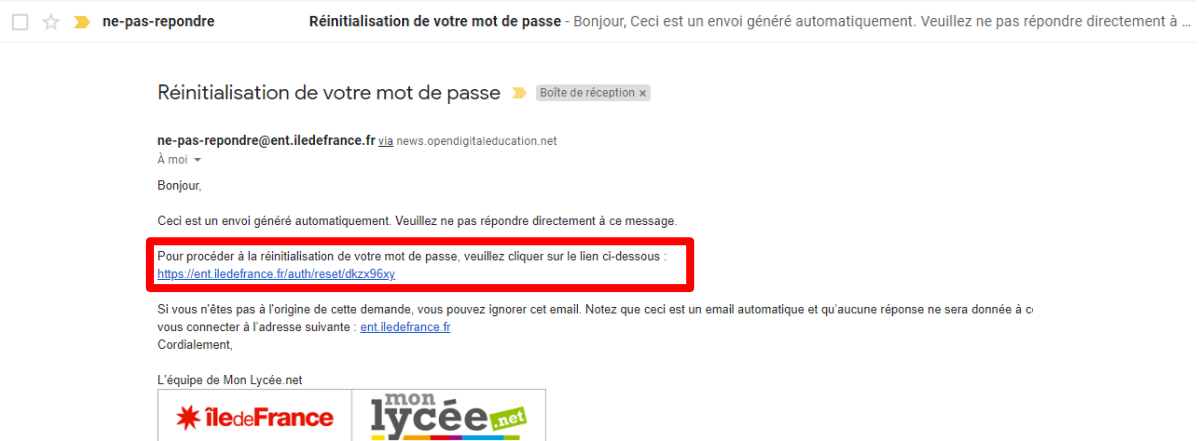 ne-pas-repondre Réinitialisation de votre mot de passe - Bonjour, Ceci est un envoi généré automatiquement. Veuillez ne pas répondre directement à ...
Réinitialisation de votre mot de passe Boîte de réception x
ne-pas-repondre@ent.iledefrance.fr via news.opendigitaleducation.net
À moi
Bonjour,
Ceci est un envoi généré automatiquement. Veuillez ne pas répondre directement à ce message.
Pour procéder à la réinitialisation de votre mot de passe, veuillez cliquer sur le lien ci-dessous :
https://ent.iledefrance.fr/auth/reset/dkzx96xy
Si vous n'êtes pas à l'origine de cette demande, vous pouvez ignorer cet email. Notez que ceci est un email automatique et qu'aucune réponse ne sera donnée à
vous connecter à l'adresse suivante : ent.iledefrance.fr
Cordialement,
L'équipe de Mon Lycée.net
îledeFrance
mon
lycée.net